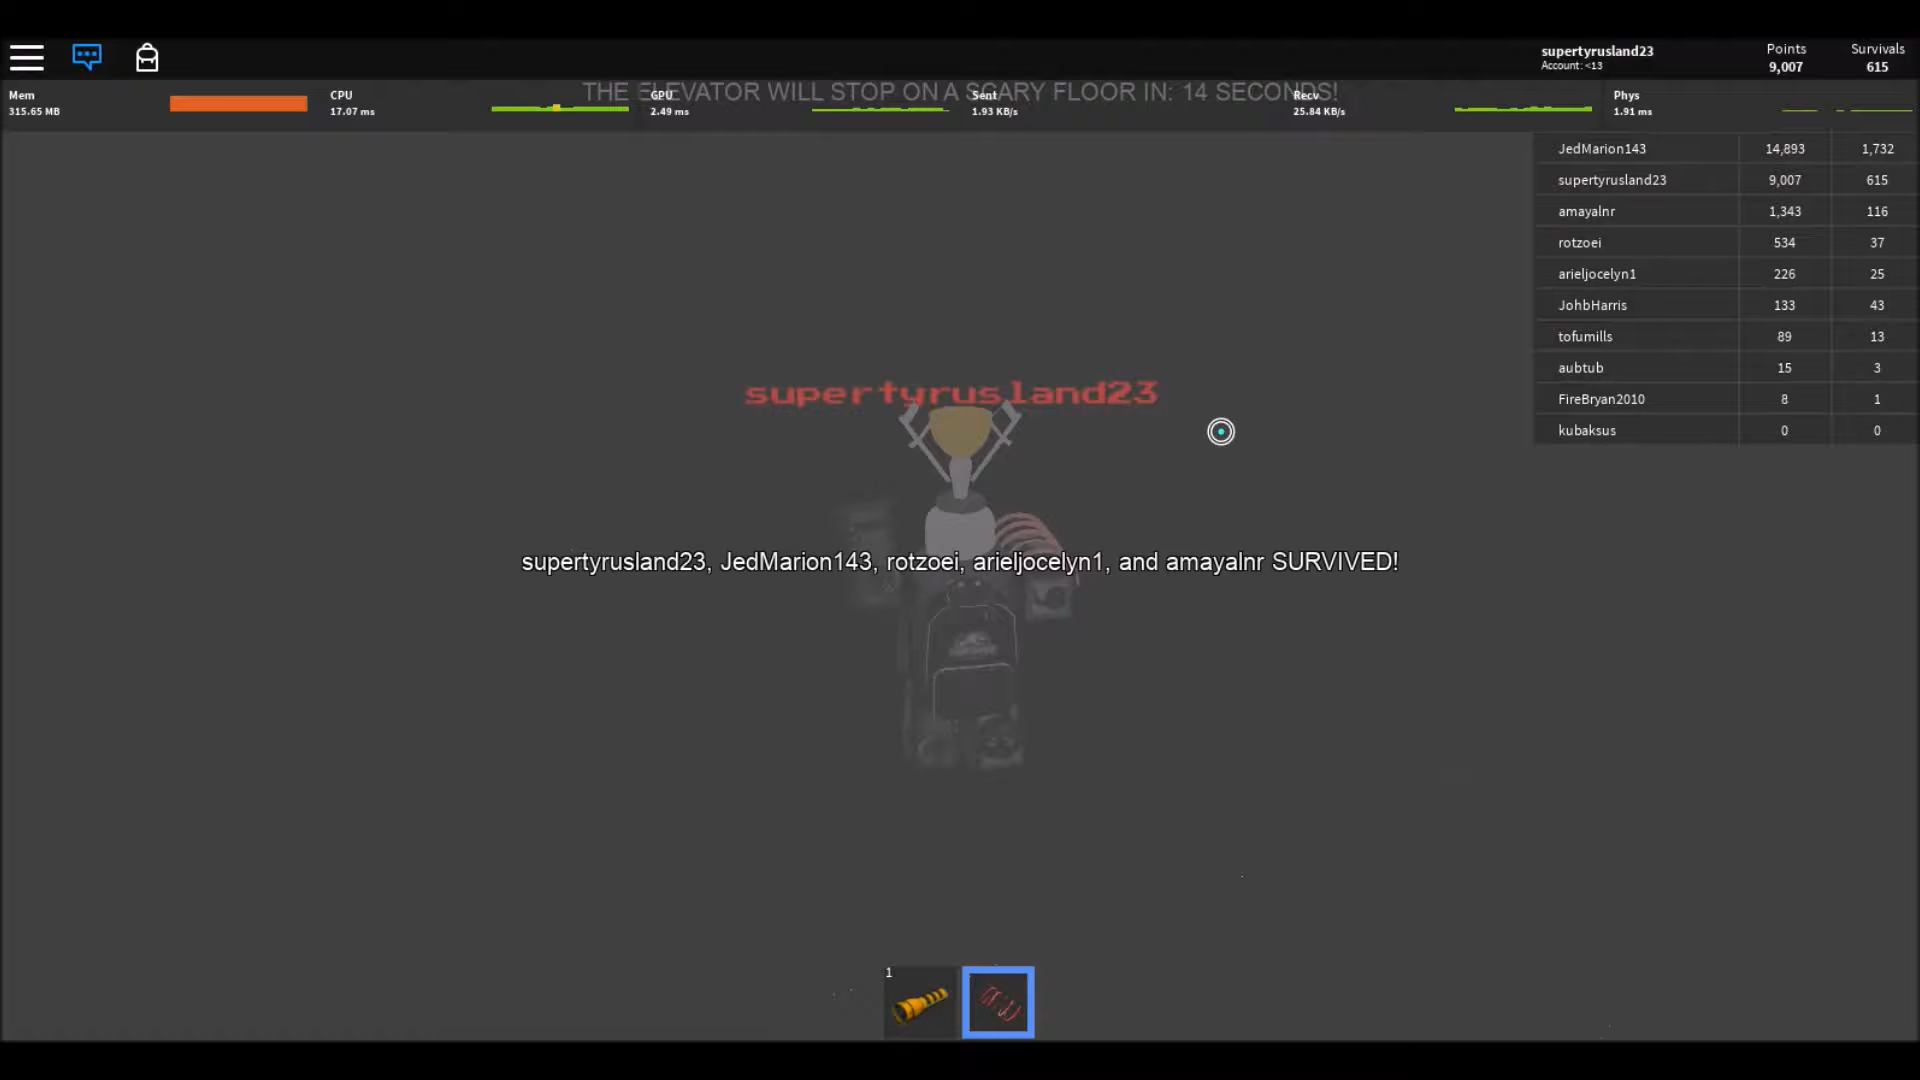 supertyrusland23
Account: <13
Points
9,007
Survivals
615
THE ELEVATOR WILL STOP ON A SCARY FLOOR IN: 14 SECONDS!
Mem
315.65 MB
CPU
17.07 ms
GPU
2.49 ms
Sent
1.93 KB/s
Recv
25.84 KB/s
Phys
1.91 ms
JedMarion143 14,893 1,732
supertyrusland23 9,007 615
amayalnr 1,343 116
rotzoei 534 37
arieljocelyn1 226 25
JohbHarris 133 43
tofumills 89 13
aubtub 15 3
FireBryan2010 8 1
kubaksus 0 0
supertyrusland23
supertyrusland23, JedMarion143, rotzoei, arieljocelyn1, and amayalnr SURVIVED!
1